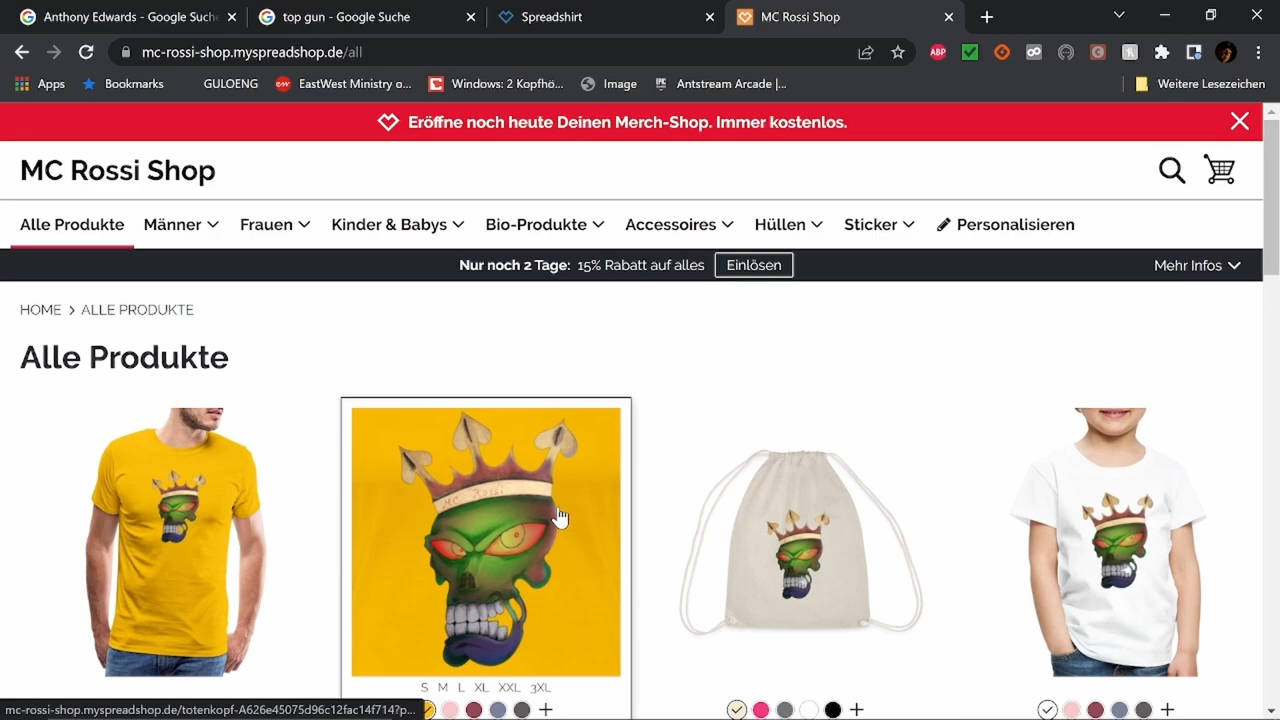 Anthony Edwards - Google Suche
top gun - Google Suche
Spreadshirt
MC Rossi Shop
mc-rossi-shop.myspreadshop.de/all
ABP
Apps
Bookmarks
GULOENG
EastWest Ministry o...
Windows: 2 Kopfhö...
Image
Antstream Arcade |...
Weitere Lesezeichen
Eröffne noch heute Deinen Merch-Shop. Immer kostenlos.
MC Rossi Shop
Alle Produkte
Männer
Frauen
Kinder & Babys
Bio-Produkte
Accessoires
Hüllen
Sticker
Personalisieren
Nur noch 2 Tage: 15% Rabatt auf alles
Einlösen
Mehr Infos
HOME > ALLE PRODUKTE
Alle Produkte
Mc Rossi
S M L XL XXL 3XL
mc-rossi-shop.myspreadshop.de/totenkopf-A626e45075d96c12fac14f714?p...